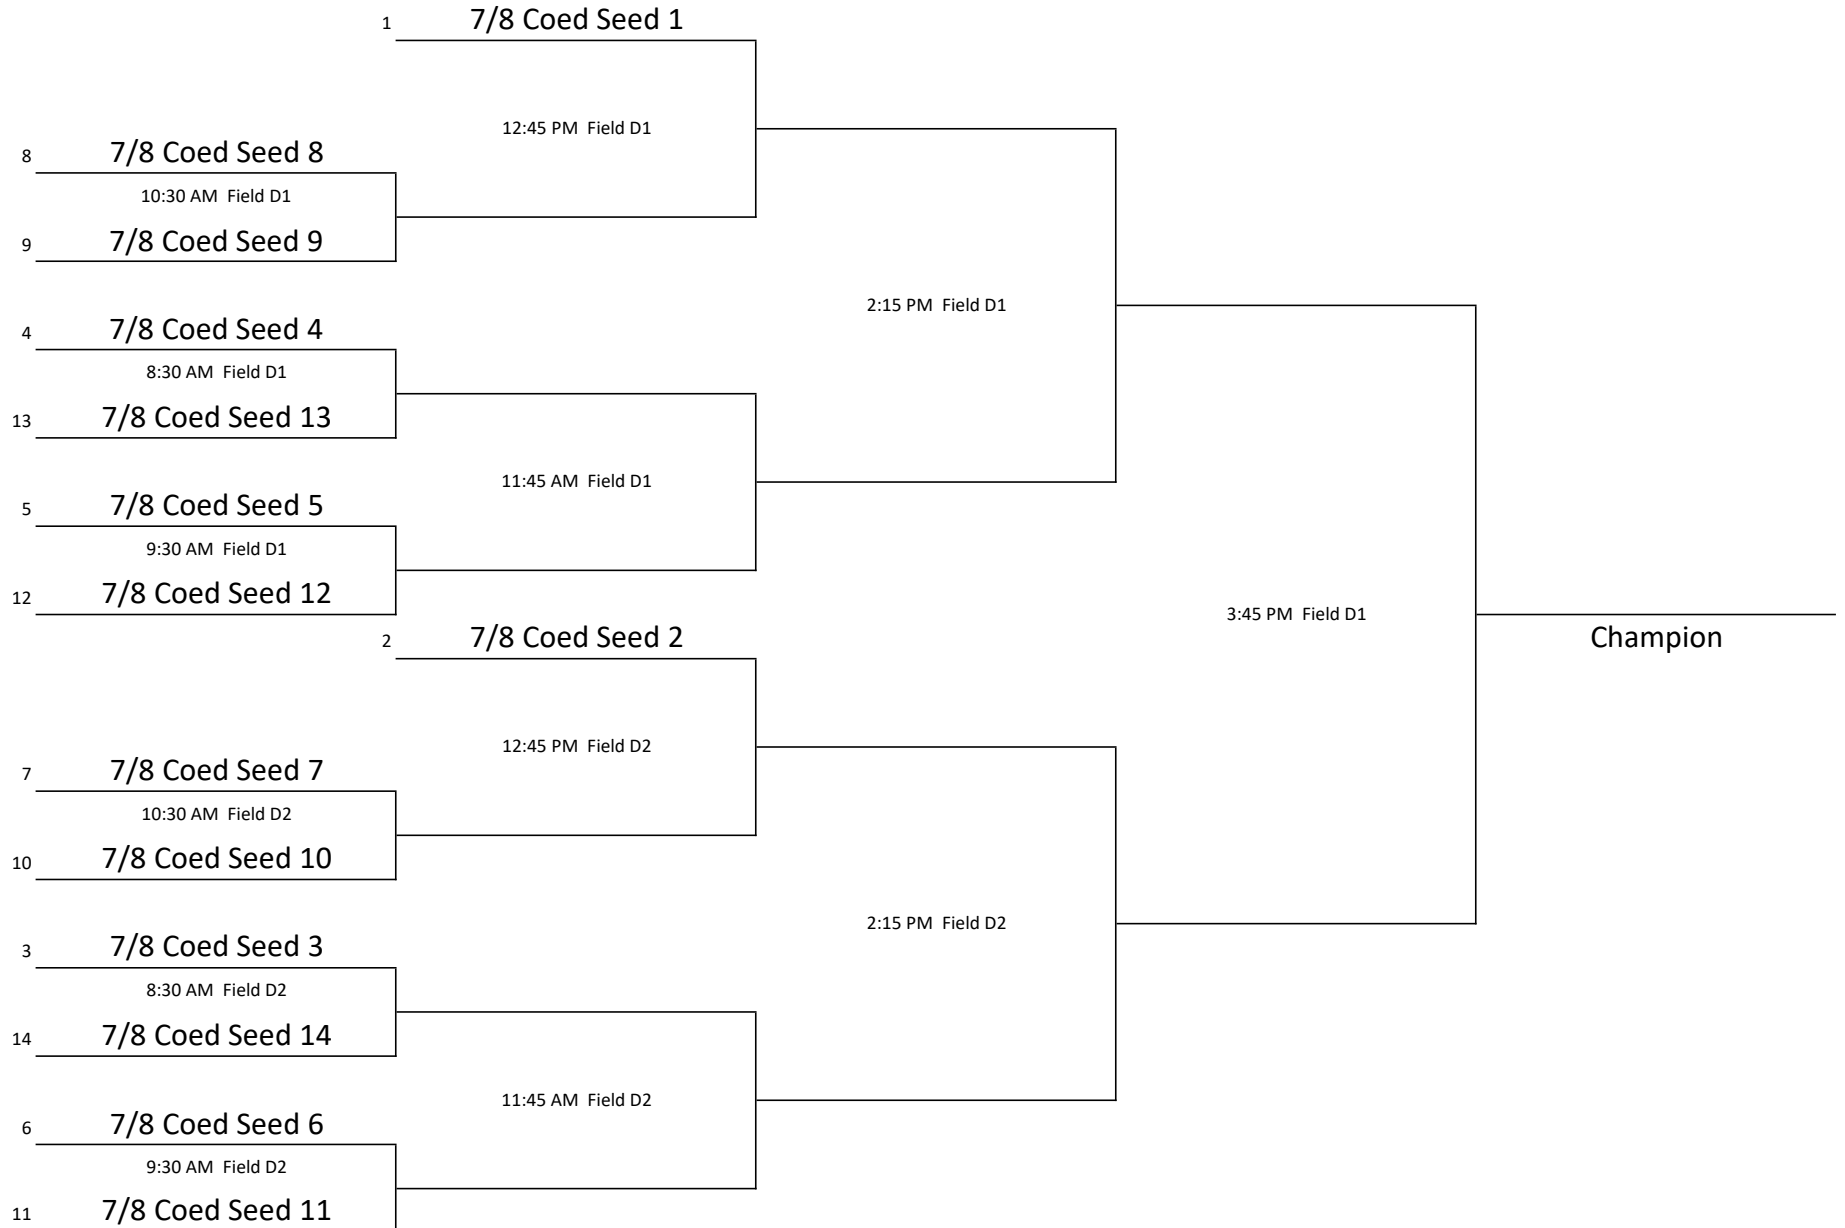 1 7/8 Coed Seed 1
12:45 PM Field D1
8 7/8 Coed Seed 8
10:30 AM Field D1
9 7/8 Coed Seed 9
2:15 PM Field D1
4 7/8 Coed Seed 4
8:30 AM Field D1
13 7/8 Coed Seed 13
11:45 AM Field D1
5 7/8 Coed Seed 5
9:30 AM Field D1
12 7/8 Coed Seed 12
3:45 PM Field D1
Champion
2 7/8 Coed Seed 2
12:45 PM Field D2
7 7/8 Coed Seed 7
10:30 AM Field D2
10 7/8 Coed Seed 10
2:15 PM Field D2
3 7/8 Coed Seed 3
8:30 AM Field D2
14 7/8 Coed Seed 14
11:45 AM Field D2
6 7/8 Coed Seed 6
9:30 AM Field D2
11 7/8 Coed Seed 11